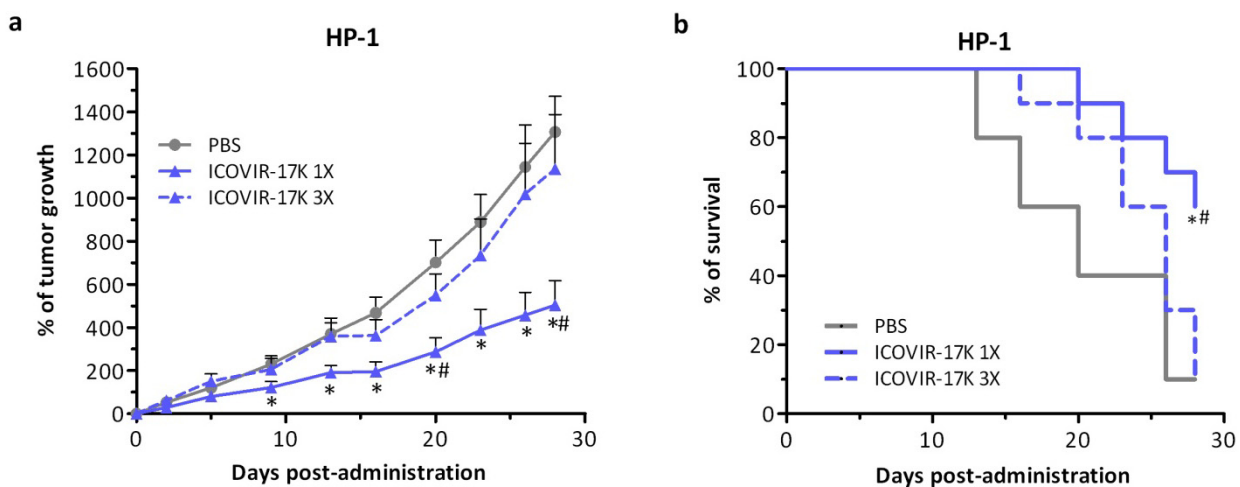 a
HP-1
% of tumor growth
1600
1400
1200
1000
800
600
400
200
0
PBS
ICOVIR-17K 1X
ICOVIR-17K 3X
*
*
*
*#
*
*
*#
0
10
20
30
Days post-administration
b
HP-1
% of survival
100
80
60
40
20
0
*#
PBS
ICOVIR-17K 1X
ICOVIR-17K 3X
0
10
20
30
Days post-administration